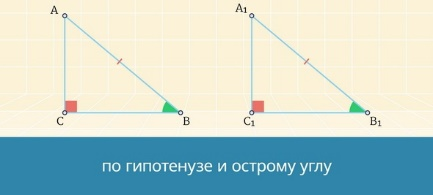 A
A₁
C
B
C₁
B₁
по гипотенузе и острому углу